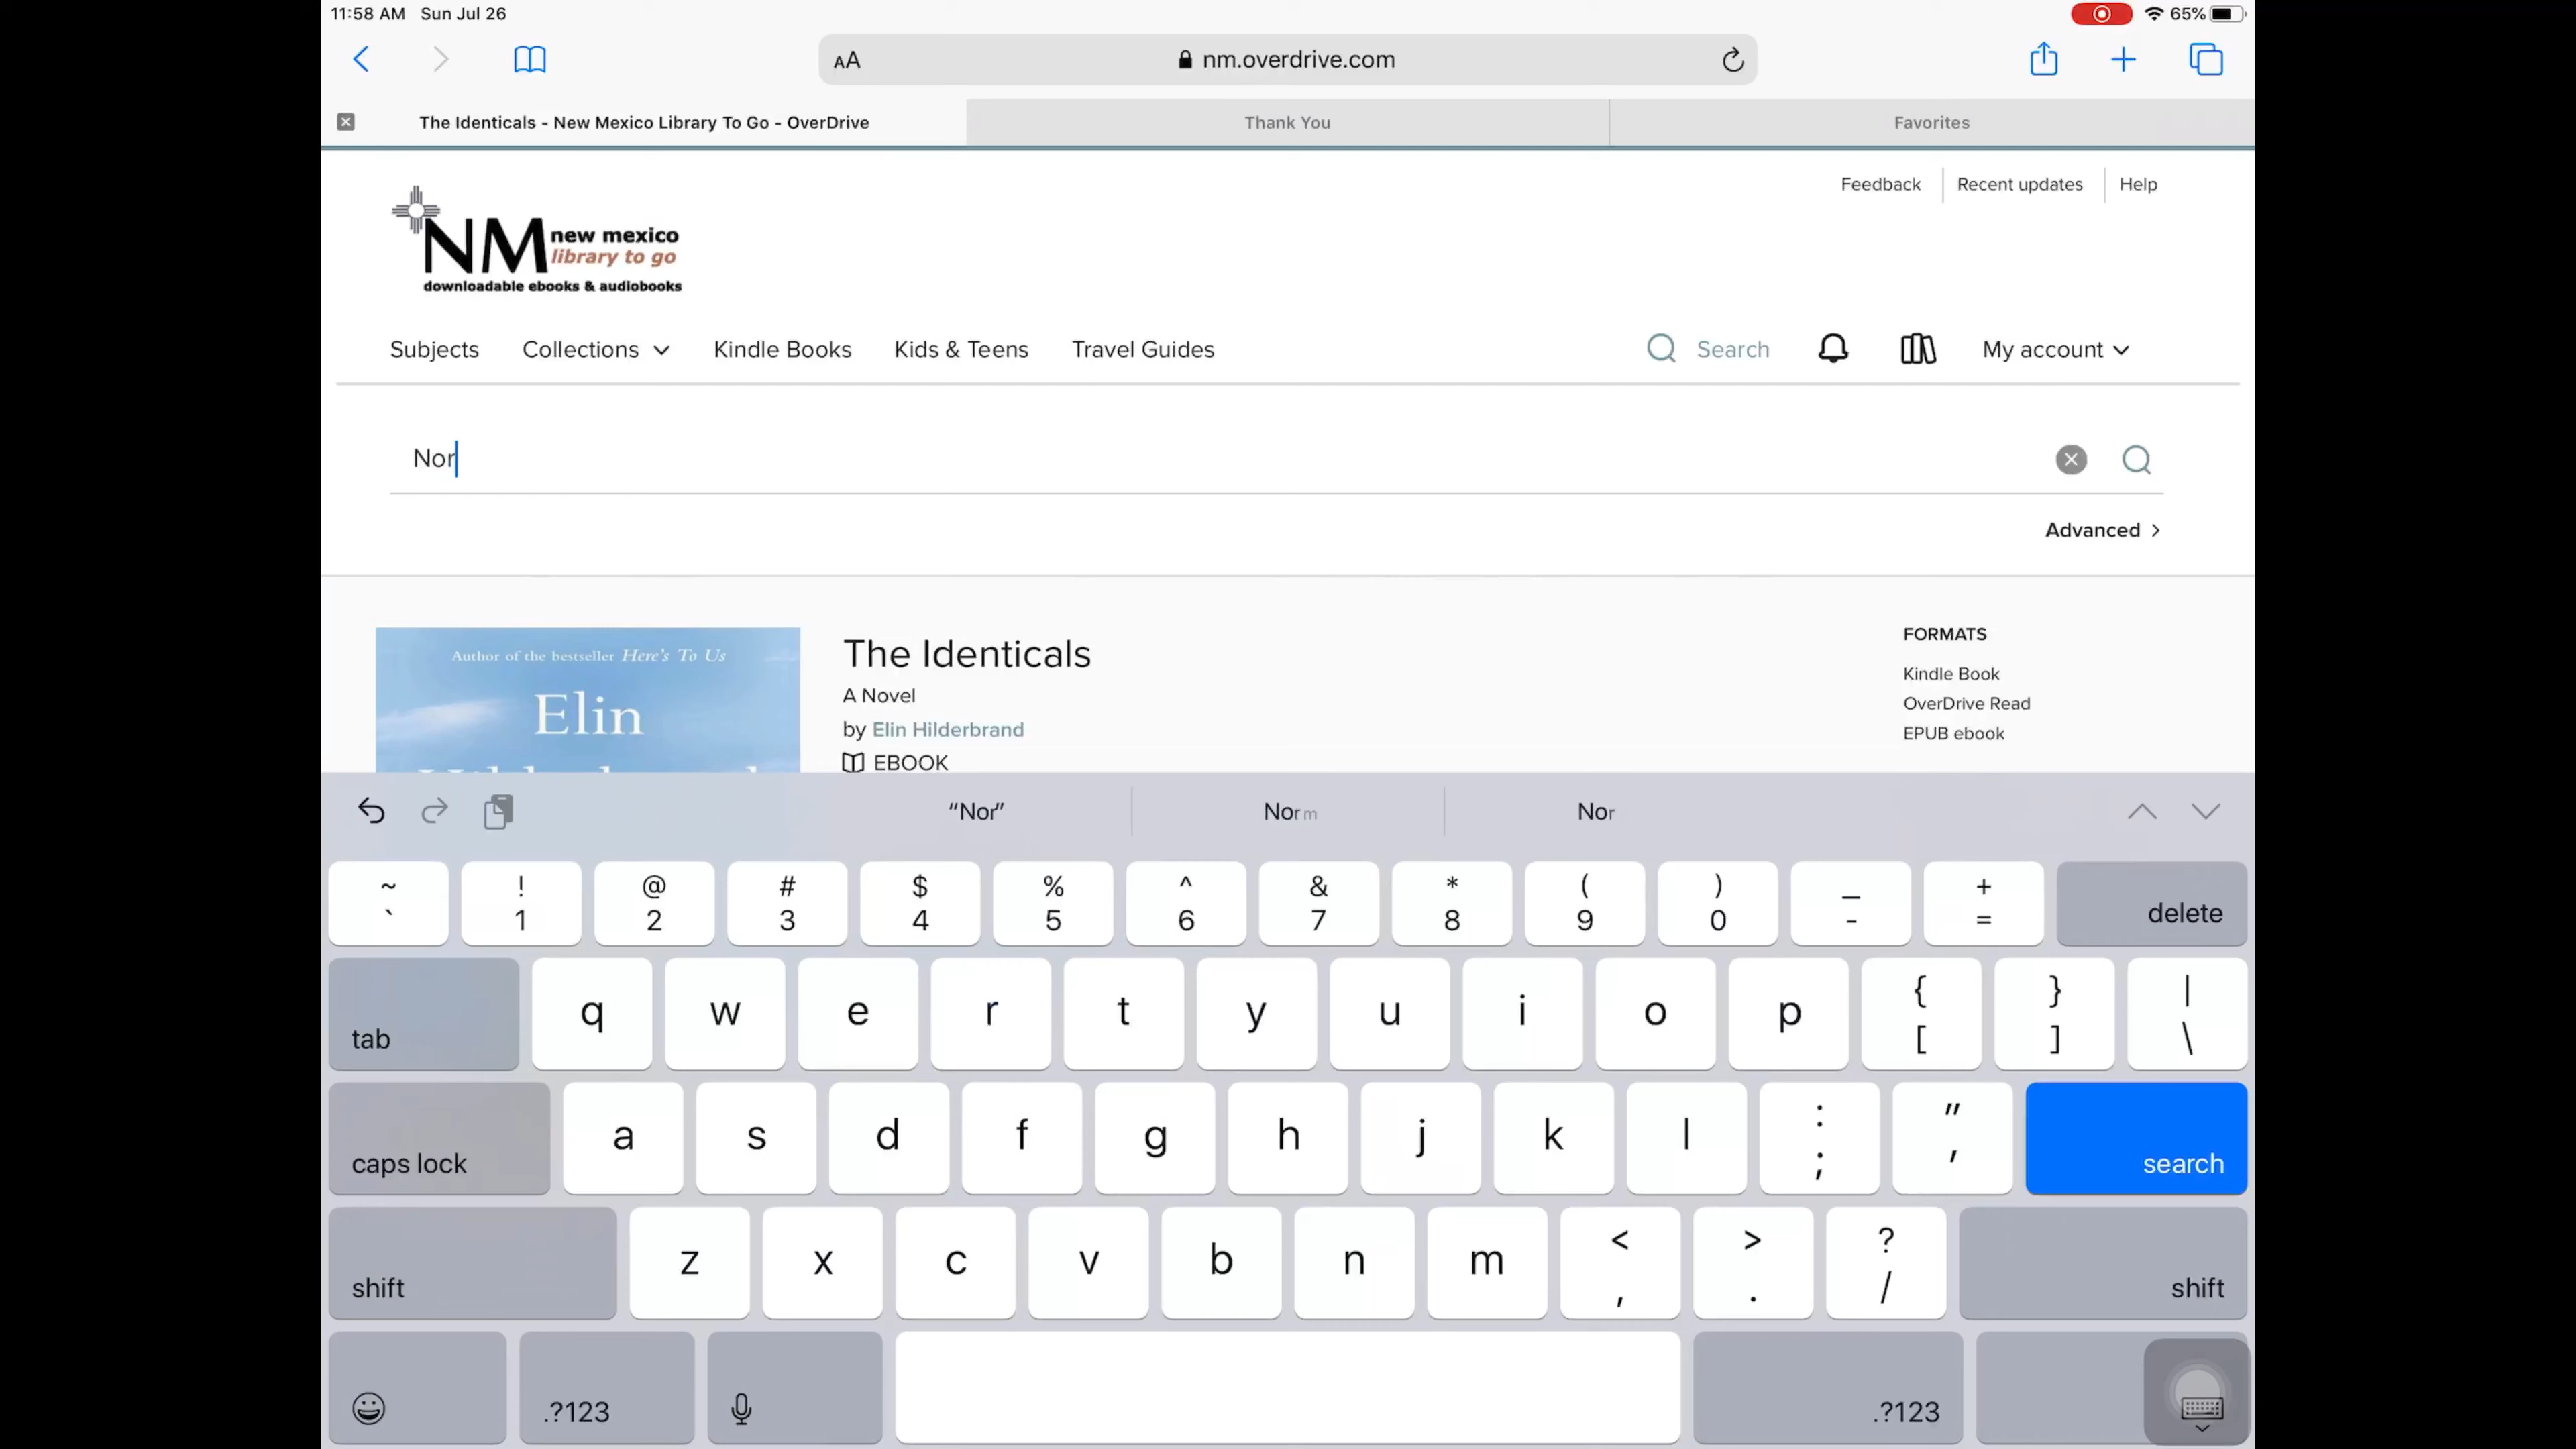 11:58 AM Sun Jul 26
65%
AA
nm.overdrive.com
The Identicals - New Mexico Library To Go - OverDrive
Thank You
Favorites
Feedback
Recent updates
Help
NM new mexico
library to go
downloadable ebooks & audiobooks
Subjects
Collections
Kindle Books
Kids & Teens
Travel Guides
Search
My account
Nor
Advanced >
Author of the bestseller Here's To Us
Elin
The Identicals
A Novel
by Elin Hilderbrand
EBOOK
FORMATS
Kindle Book
OverDrive Read
EPUB ebook
“Nor”
Norm
Nor
~ ! @ # $ % ^ & * ( ) _ +
` 1 2 3 4 5 6 7 8 9 0 - = delete
tab q w e r t y u i o p { [ } ] | \
caps lock a s d f g h j k l : ; " ' search
shift z x c v b n m < , > . ? / shift
.?123
.?123